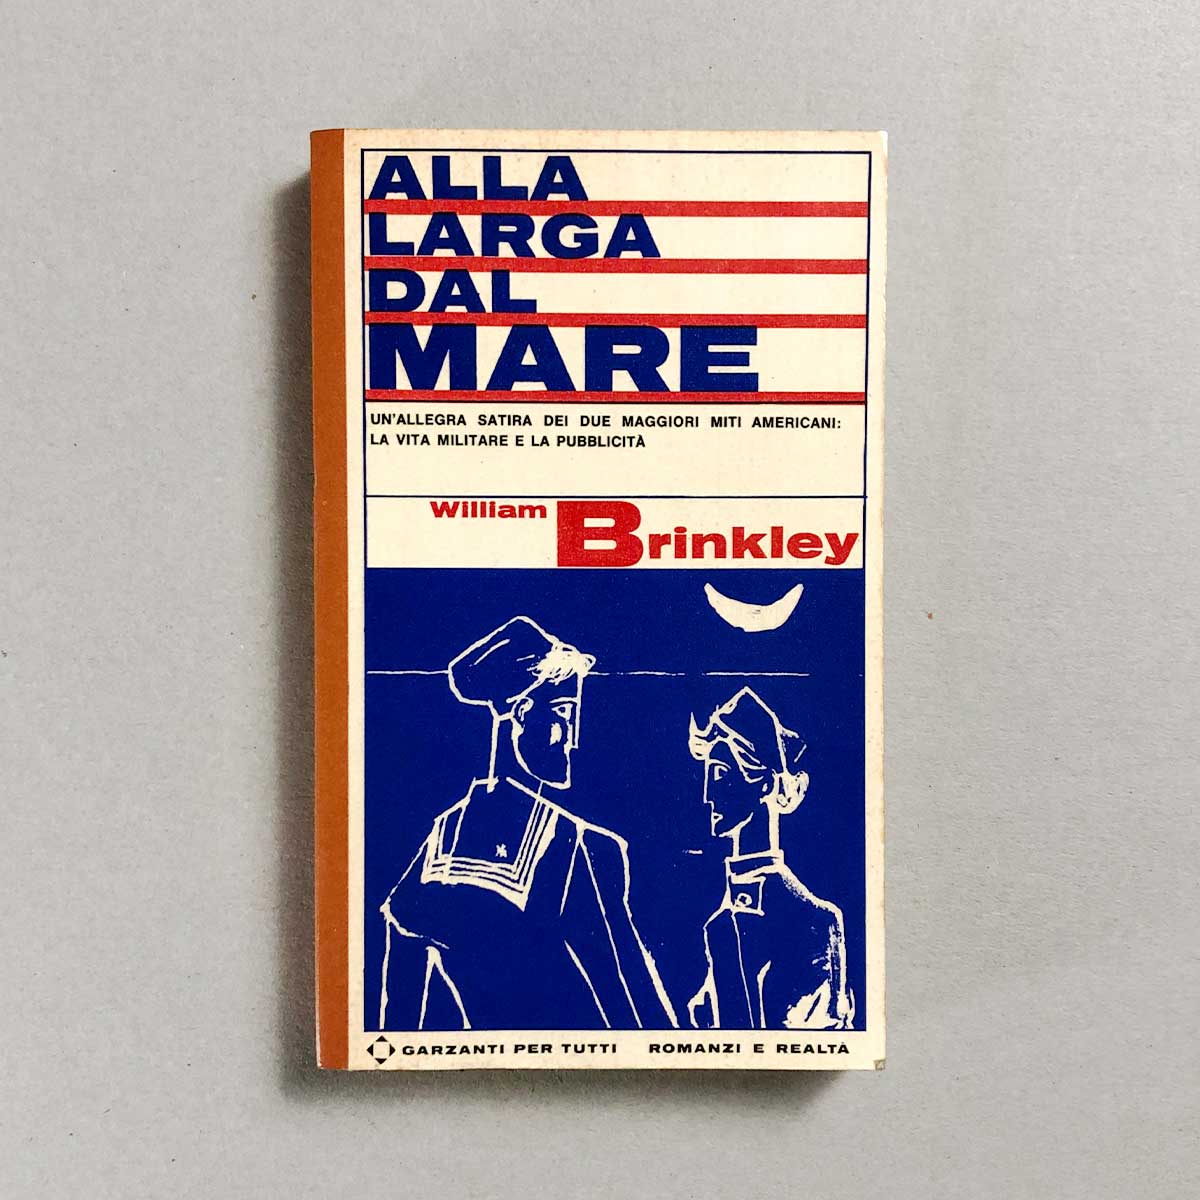 ALLA
LARGA
DAL
MARE
UN'ALLEGRA SATIRA DEI DUE MAGGIORI MITI AMERICANI:
LA VITA MILITARE E LA PUBBLICITÀ
William Brinkley
GARZANTI PER TUTTI ROMANZI E REALTÀ